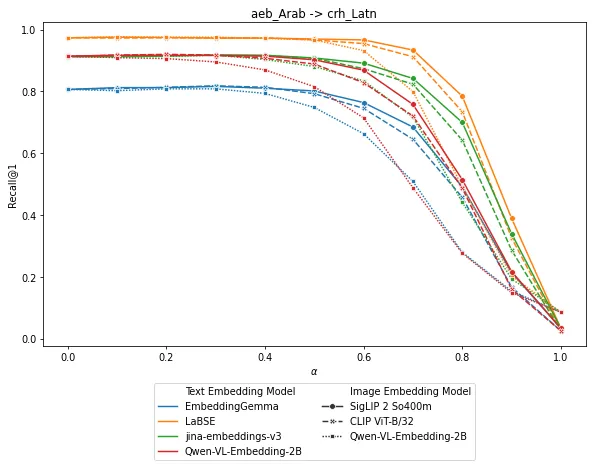 aeb_Arab -> crh_Latn
Recall@1
1.0
0.8
0.6
0.4
0.2
0.0
0.0 0.2 0.4 0.6 0.8 1.0
α
Text Embedding Model
EmbeddingGemma
LaBSE
jina-embeddings-v3
Qwen-VL-Embedding-2B
Image Embedding Model
SigLIP 2 So400m
CLIP ViT-B/32
Qwen-VL-Embedding-2B